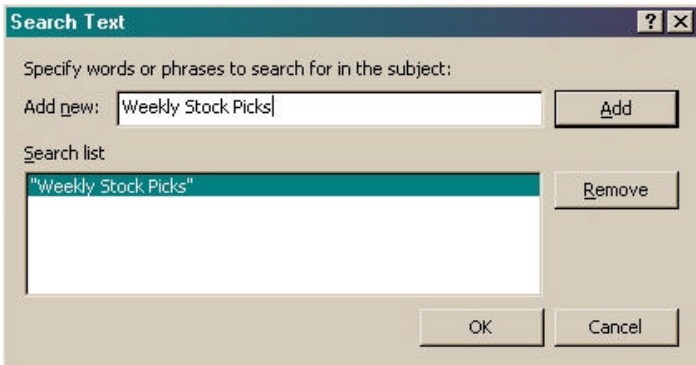 Search Text ? ×
Specify words or phrases to search for in the subject:
Add new: Weekly Stock Picks Add
Search list
"Weekly Stock Picks" Remove
OK Cancel